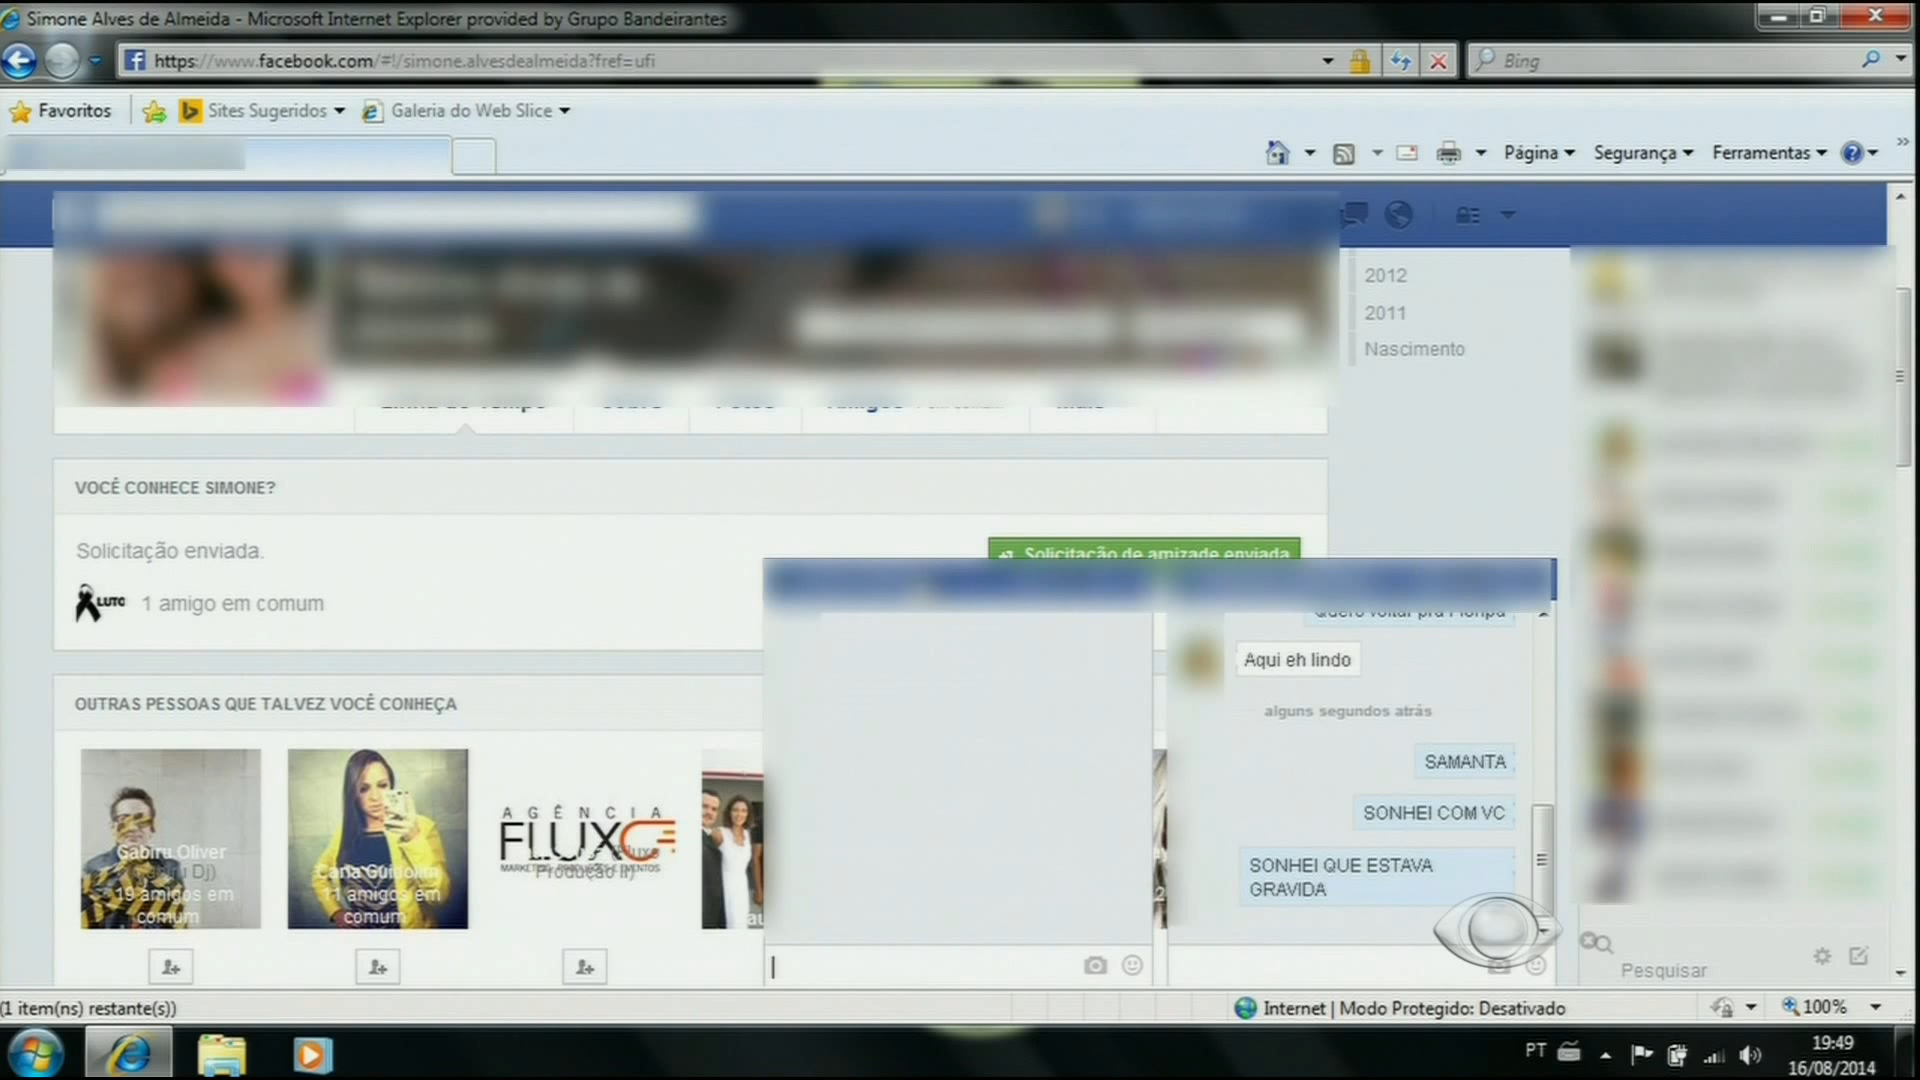 Simone Alves de Almeida - Microsoft Internet Explorer provided by Grupo Bandeirantes
https://www.facebook.com/#!/simone.alvesdealmeida?fref=ufi
Bing
Favoritos
Sites Sugeridos
Galeria do Web Slice
Página
Segurança
Ferramentas
2012
2011
Nascimento
VOCÊ CONHECE SIMONE?
Solicitação enviada.
Solicitação de amizade enviada
LUTO
1 amigo em comum
OUTRAS PESSOAS QUE TALVEZ VOCÊ CONHEÇA
Gabiru Oliver
19 amigos em
comum
11 amigos em
comum
AGÊNCIA
FLUXO
Quero voltar pra Floripa
Aqui eh lindo
alguns segundos atrás
SAMANTA
SONHEI COM VC
SONHEI QUE ESTAVA
GRAVIDA
Pesquisar
(1 item(ns) restante(s))
Internet | Modo Protegido: Desativado
100%
PT
19:49
16/08/2014